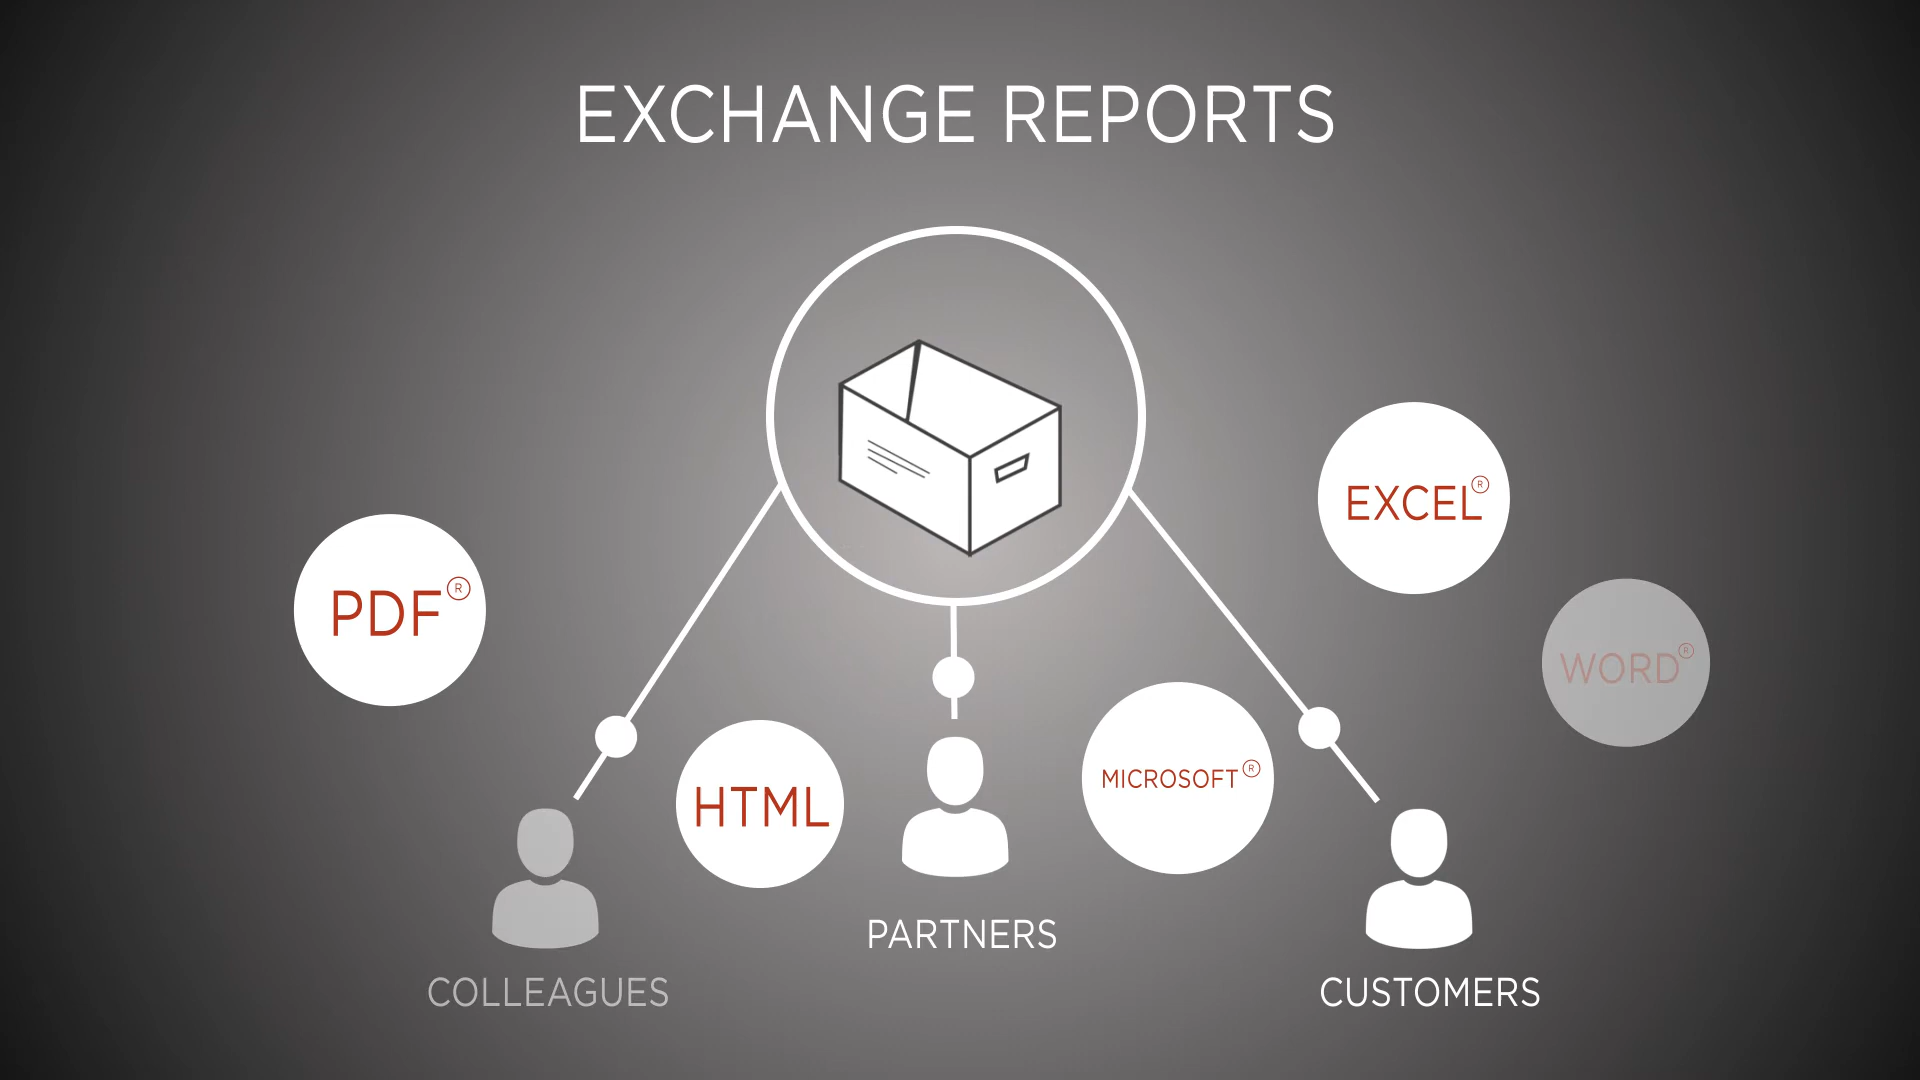 EXCHANGE REPORTS
EXCEL®
PDF®
WORD®
MICROSOFT®
HTML
PARTNERS
COLLEAGUES
CUSTOMERS